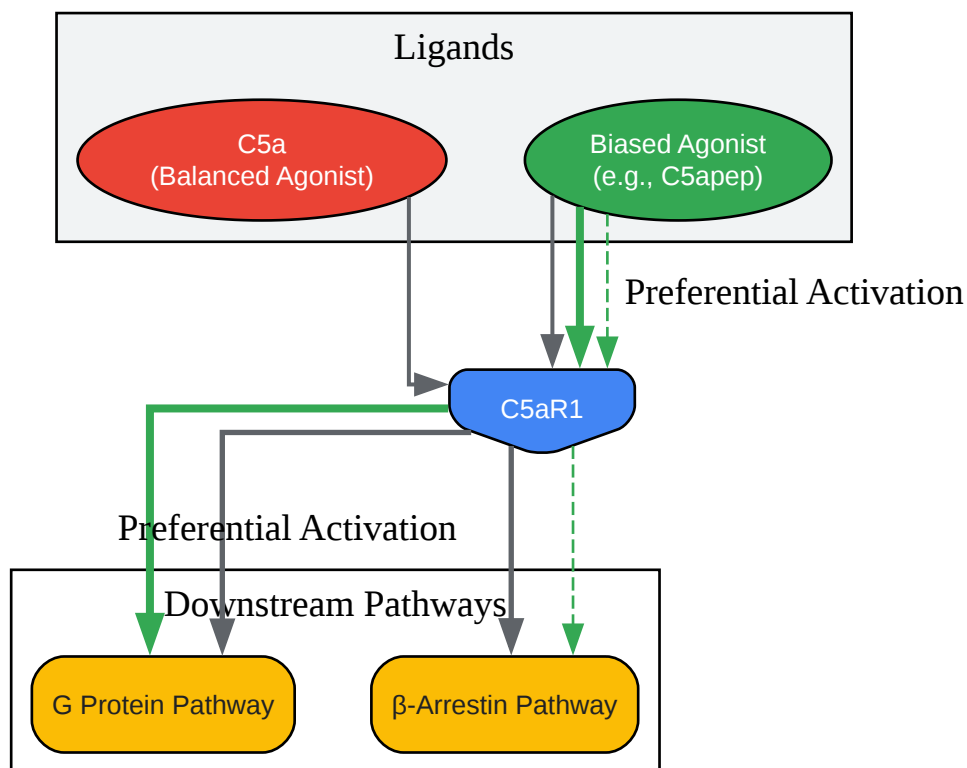 Ligands
C5a
(Balanced Agonist)
Biased Agonist
(e.g., C5apep)
Preferential Activation
C5aR1
Preferential Activation
Downstream Pathways
G Protein Pathway
β-Arrestin Pathway